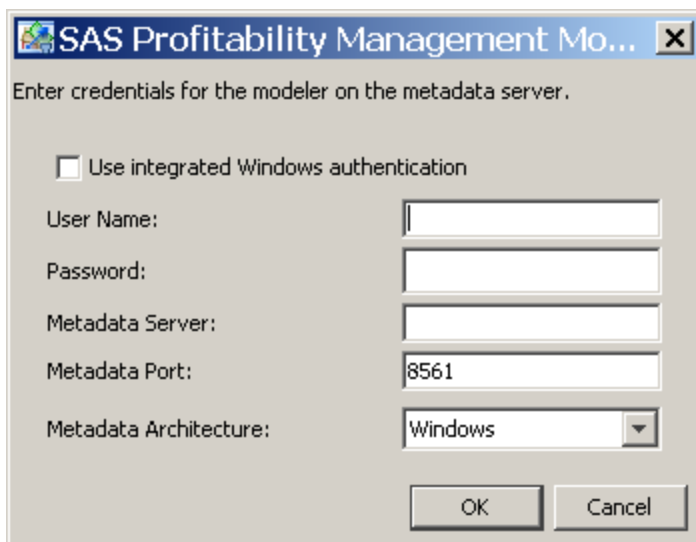 SAS Profitability Management Mo...
Enter credentials for the modeler on the metadata server.
Use integrated Windows authentication
User Name:
Password:
Metadata Server:
Metadata Port: 8561
Metadata Architecture: Windows
OK Cancel